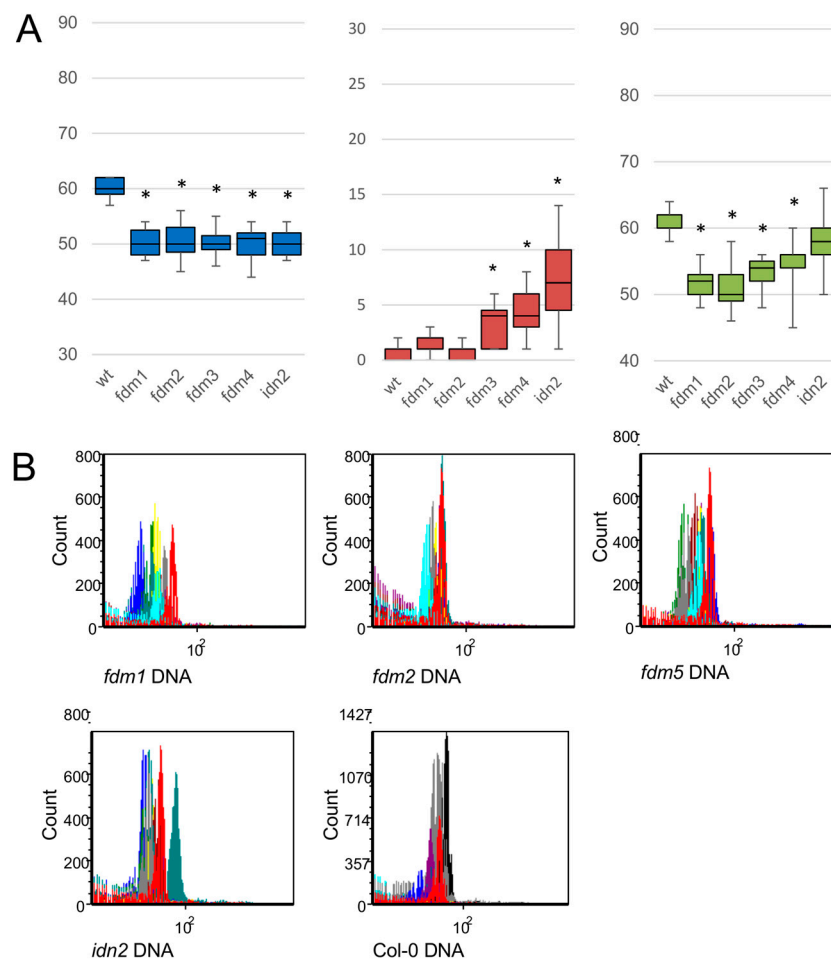 A
90
80
70
60
50
40
30
* * * * *
wt fdm1 fdm2 fdm3 fdm4 idn2
30
25
20
15
10
5
0
* * *
wt fdm1 fdm2 fdm3 fdm4 idn2
90
80
70
60
50
40
* * * *
wt fdm1 fdm2 fdm3 fdm4 idn2
B
800
600
400
200
0
Count
10²
fdm1 DNA
800
600
400
200
0
Count
10²
fdm2 DNA
800
600
400
200
0
Count
10²
fdm5 DNA
800
600
400
200
0
Count
10²
idn2 DNA
1427
1070
714
357
0
Count
10²
Col-0 DNA